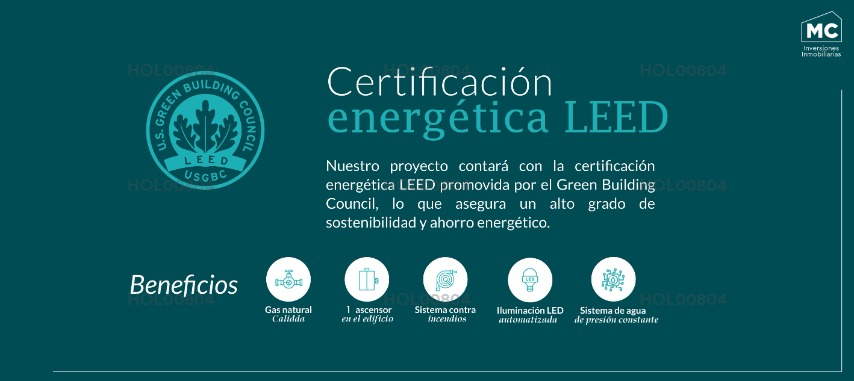 MC
Inversiones
Inmobiliarias
HOL00804 HOL00804 HOL00804
Certificación
energética LEED
U.S. GREEN BUILDING COUNCIL
LEED
USGBC
Nuestro proyecto contará con la certificación
energética LEED promovida por el Green Building
Council, lo que asegura un alto grado de
sostenibilidad y ahorro energético.
HOL00804 HOL00804 HOL00804
Beneficios
HOL00804 HOL00804 HOL00804
LED
Gas natural
Calidda
1 ascensor
en el edificio
Sistema contra
incendios
Iluminación LED
automatizada
Sistema de agua
de presión constante